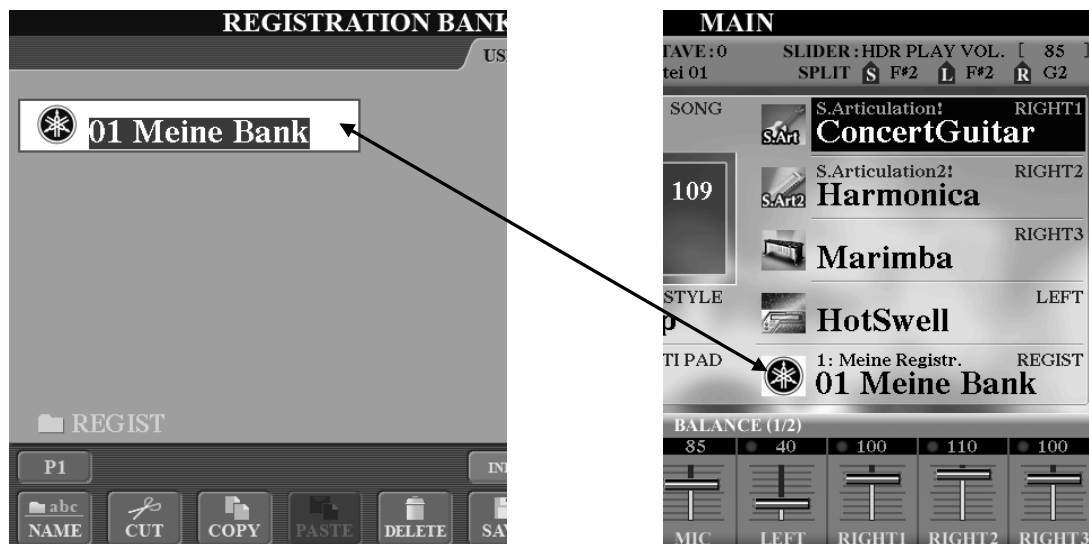 REGISTRATION BANK
US
01 Meine Bank
REGIST
P1
IN
abc
NAME
CUT
COPY
PASTE
DELETE
SA
MAIN
TAVE:0 SLIDER:HDR PLAY VOL. [ 85 ]
tei 01 SPLIT S F#2 L F#2 R G2
SONG
S.Articulation! RIGHT1
S.Art ConcertGuitar
109
S.Articulation2! RIGHT2
S.Art2 Harmonica
RIGHT3
Marimba
STYLE
LEFT
p HotSwell
TI PAD
1: Meine Registr. REGIST
01 Meine Bank
BALANCE (1/2)
85 40 100 110 100
MIC LEFT RIGHT1 RIGHT2 RIGHT3